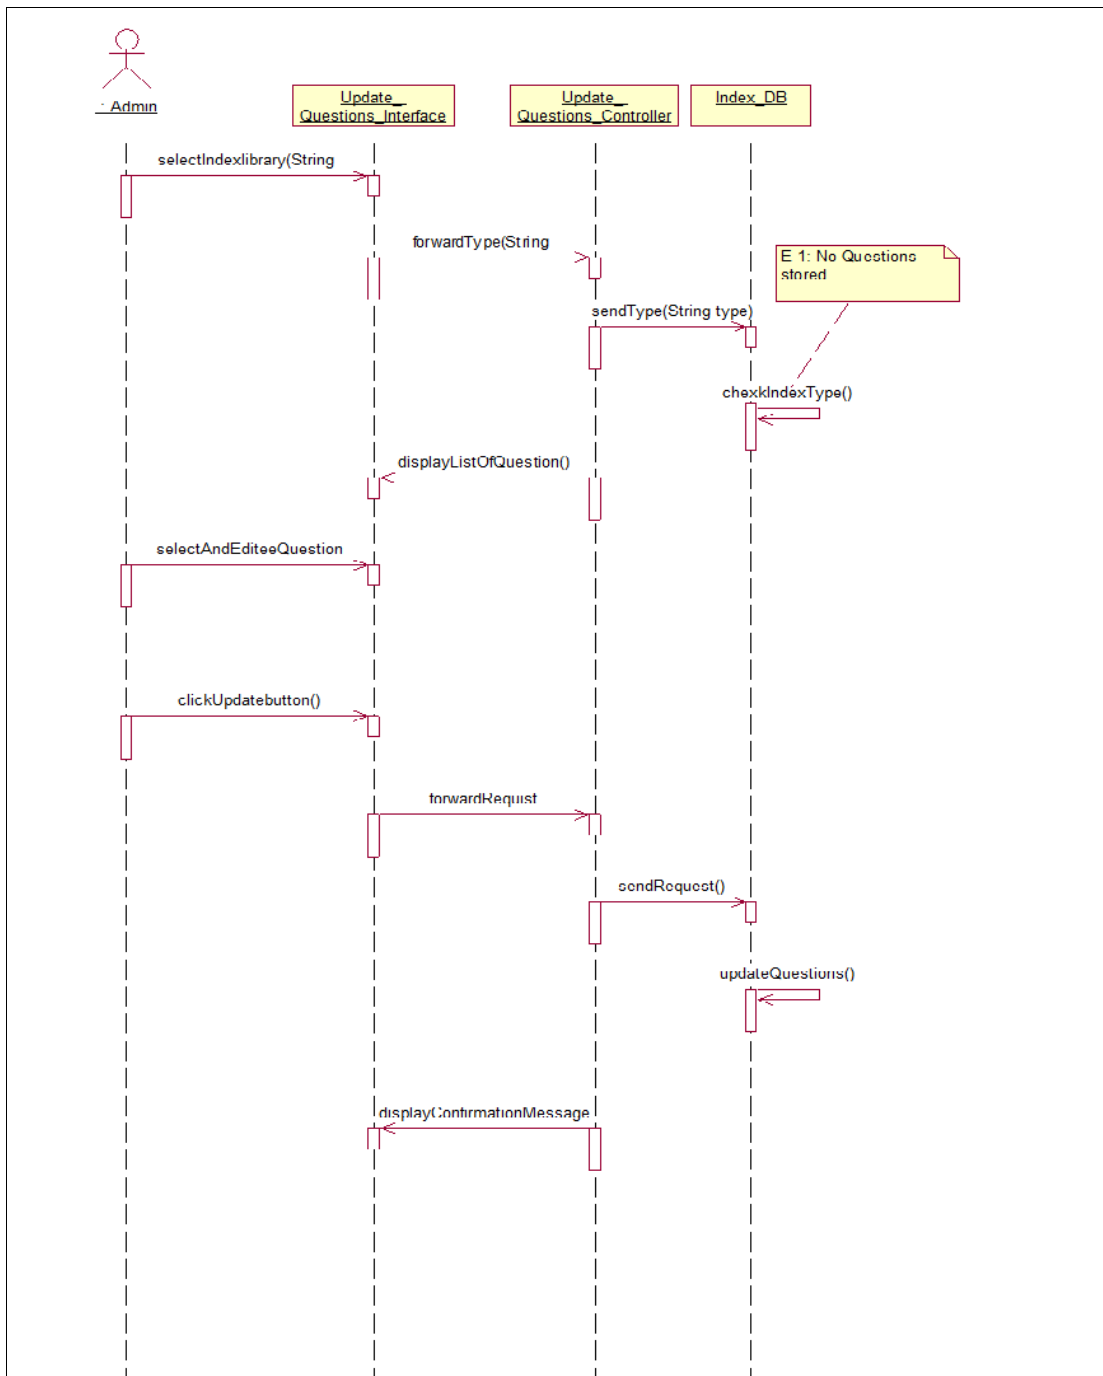 : Admin
Update_
Questions_Interface
Update_
Questions_Controller
Index_DB
selectIndexlibrary(String
forwardType(String
E 1: No Questions
stored
sendType(String type)
chexkIndexType()
displayListOfQuestion()
selectAndEditeeQuestion
clickUpdatebutton()
forwardRequist
sendRequest()
updateQuestions()
displayConfirmationMessage